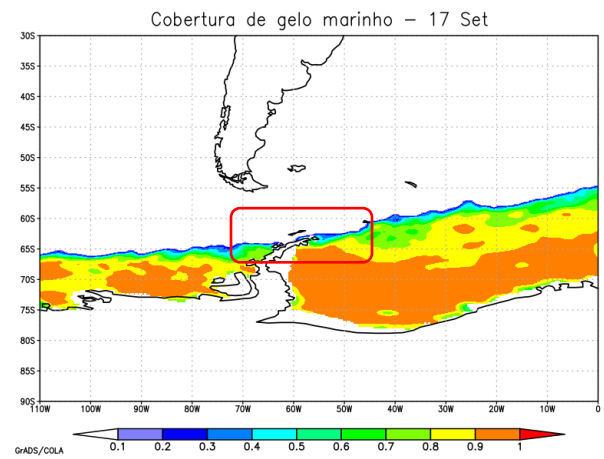 Cobertura de gelo marinho – 17 Set
30S
35S
40S
45S
50S
55S
60S
65S
70S
75S
80S
85S
90S
110W 100W 90W 80W 70W 60W 50W 40W 30W 20W 10W 0
0.1 0.2 0.3 0.4 0.5 0.6 0.7 0.8 0.9 1
GrADS/COLA